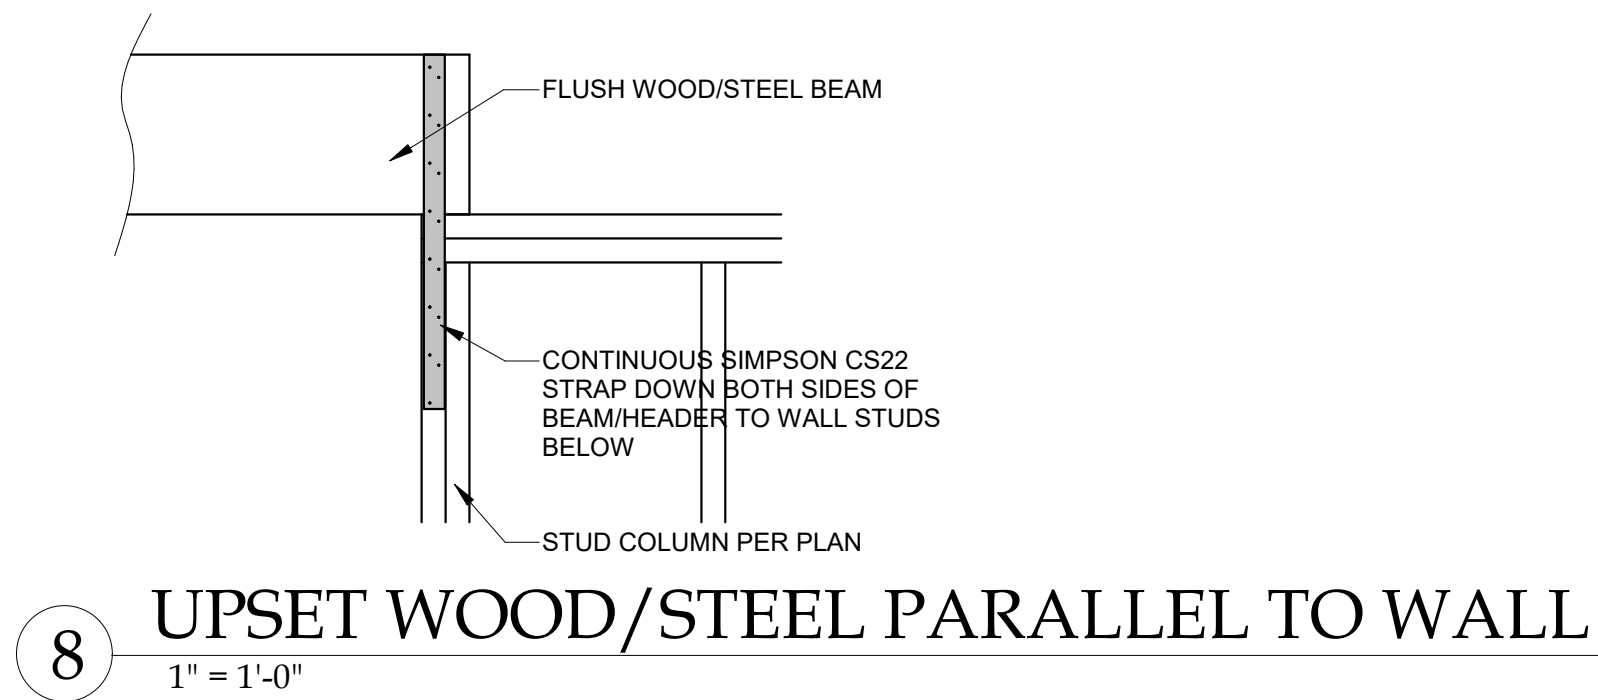 FLUSH WOOD/STEEL BEAM
CONTINUOUS SIMPSON CS22
STRAP DOWN BOTH SIDES OF
BEAM/HEADER TO WALL STUDS
BELOW
STUD COLUMN PER PLAN
8 UPSET WOOD/STEEL PARALLEL TO WALL
1" = 1'-0"